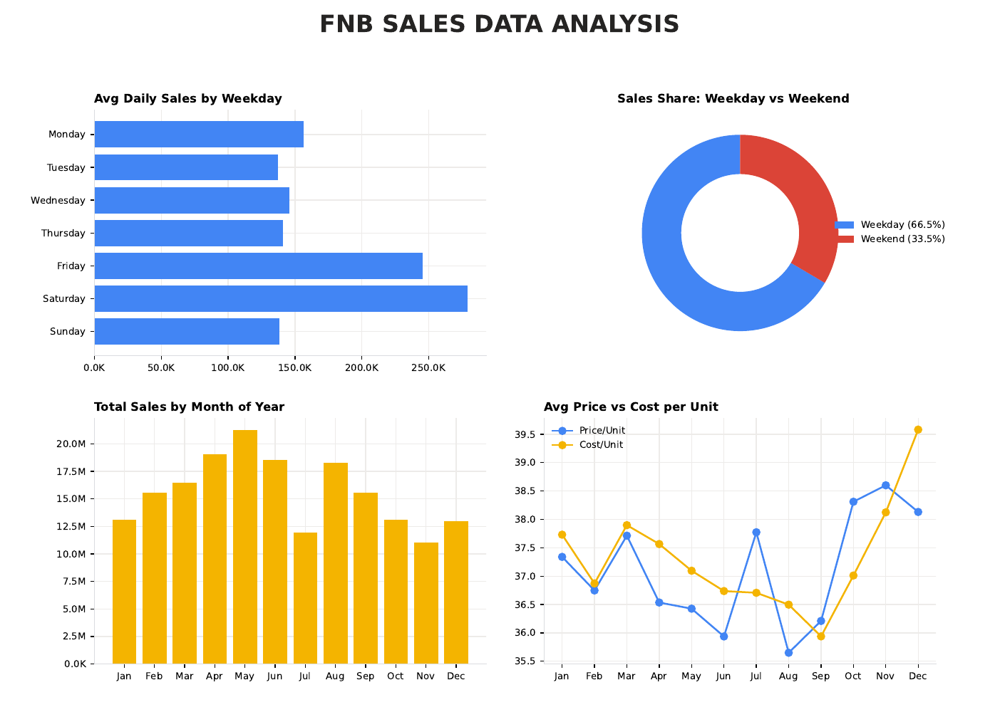 FNB SALES DATA ANALYSIS
Avg Daily Sales by Weekday
Monday
Tuesday
Wednesday
Thursday
Friday
Saturday
Sunday
0.0K 50.0K 100.0K 150.0K 200.0K 250.0K
Sales Share: Weekday vs Weekend
Weekday (66.5%)
Weekend (33.5%)
Total Sales by Month of Year
20.0M
17.5M
15.0M
12.5M
10.0M
7.5M
5.0M
2.5M
0.0K
Jan Feb Mar Apr May Jun Jul Aug Sep Oct Nov Dec
Avg Price vs Cost per Unit
Price/Unit
Cost/Unit
39.5
39.0
38.5
38.0
37.5
37.0
36.5
36.0
35.5
Jan Feb Mar Apr May Jun Jul Aug Sep Oct Nov Dec